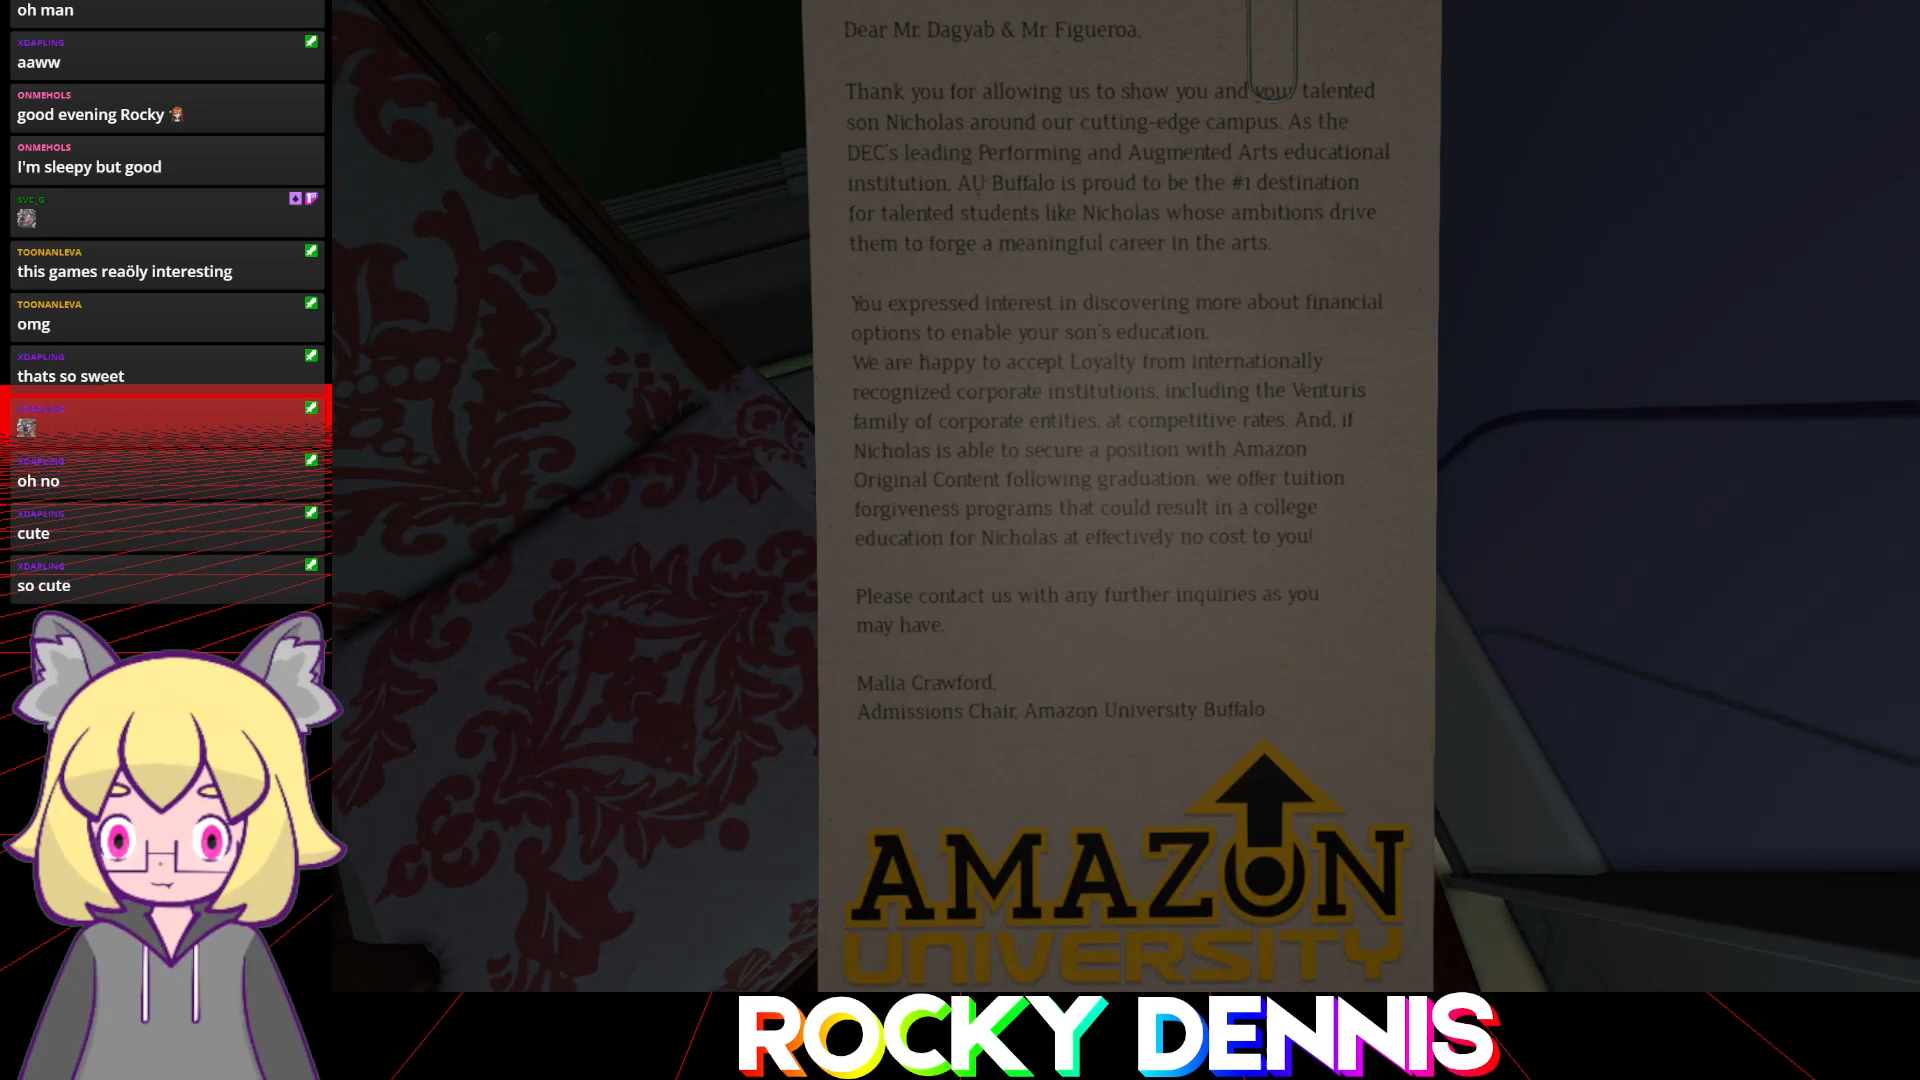 oh man
XDAPLING
aaww
ONMEHOLS
good evening Rocky
ONMEHOLS
I'm sleepy but good
SVC_G
TOONANLEVA
this games reaöly interesting
TOONANLEVA
omg
XDAPLING
thats so sweet
XDAPLING
XDAPLING
oh no
XDAPLING
cute
XDAPLING
so cute
Dear Mr. Dagyab & Mr. Figueroa,
Thank you for allowing us to show you and your talented
son Nicholas around our cutting-edge campus. As the
DEC's leading Performing and Augmented Arts educational
institution, AU Buffalo is proud to be the #1 destination
for talented students like Nicholas whose ambitions drive
them to forge a meaningful career in the arts.
You expressed interest in discovering more about financial
options to enable your son's education.
We are happy to accept Loyalty from internationally
recognized corporate institutions, including the Venturis
family of corporate entities, at competitive rates. And, if
Nicholas is able to secure a position with Amazon
Original Content following graduation, we offer tuition
forgiveness programs that could result in a college
education for Nicholas at effectively no cost to you!
Please contact us with any further inquiries as you
may have.
Malia Crawford,
Admissions Chair, Amazon University Buffalo
AMAZON
UNIVERSITY
ROCKY DENNIS